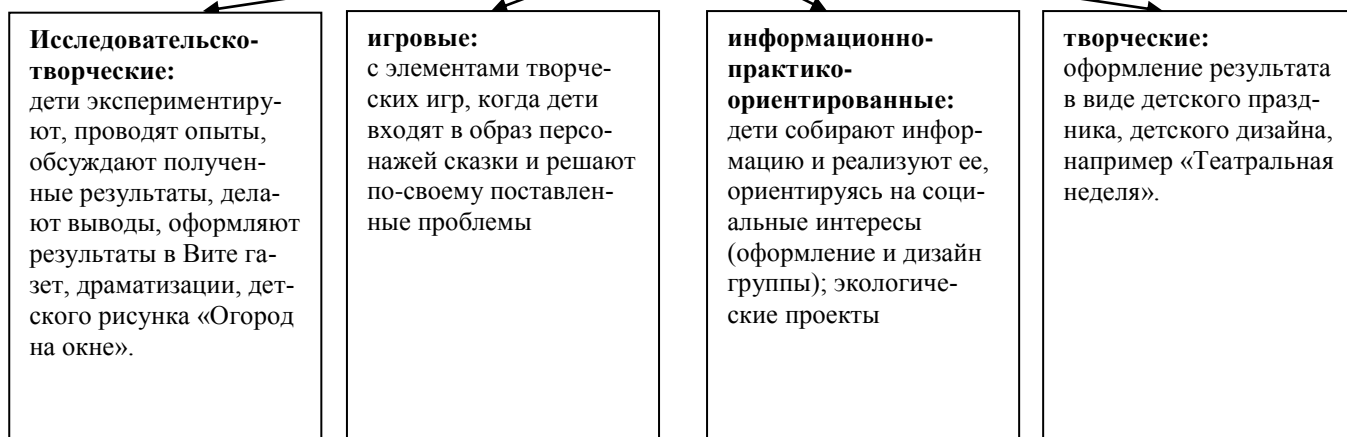 Исследовательско-
творческие:
дети экспериментиру-
ют, проводят опыты,
обсуждают получен-
ные результаты, дела-
ют выводы, оформляют
результаты в Вите га-
зет, драматизации, дет-
ского рисунка «Огород
на окне».
игровые:
с элементами творче-
ских игр, когда дети
входят в образ персо-
нажей сказки и решают
по-своему поставлен-
ные проблемы
информационно-
практико-
ориентированные:
дети собирают инфор-
мацию и реализуют ее,
ориентируясь на соци-
альные интересы
(оформление и дизайн
группы); экологиче-
ские проекты
творческие:
оформление результата
в виде детского празд-
ника, детского дизайна,
например «Театральная
неделя».